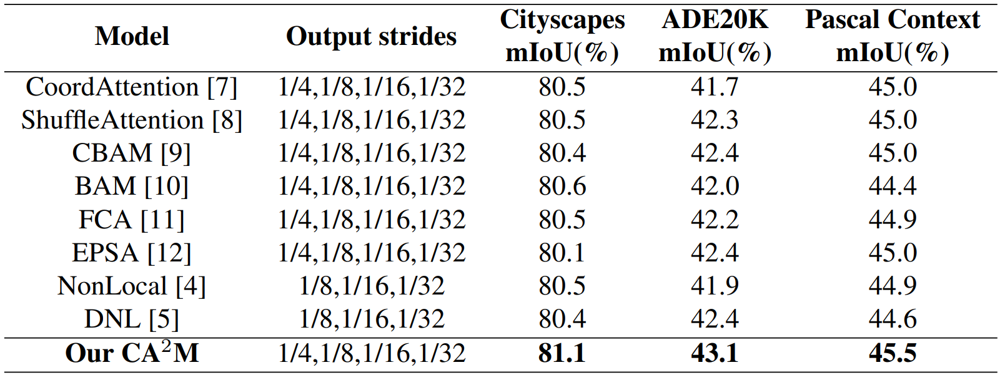 Model Output strides Cityscapes mIoU(%) ADE20K mIoU(%) Pascal Context mIoU(%)
CoordAttention [7] 1/4,1/8,1/16,1/32 80.5 41.7 45.0
ShuffleAttention [8] 1/4,1/8,1/16,1/32 80.5 42.3 45.0
CBAM [9] 1/4,1/8,1/16,1/32 80.4 42.4 45.0
BAM [10] 1/4,1/8,1/16,1/32 80.6 42.0 44.4
FCA [11] 1/4,1/8,1/16,1/32 80.5 42.2 44.9
EPSA [12] 1/4,1/8,1/16,1/32 80.1 42.4 45.0
NonLocal [4] 1/8,1/16,1/32 80.5 41.9 44.9
DNL [5] 1/8,1/16,1/32 80.4 42.4 44.6
Our CA²M 1/4,1/8,1/16,1/32 81.1 43.1 45.5